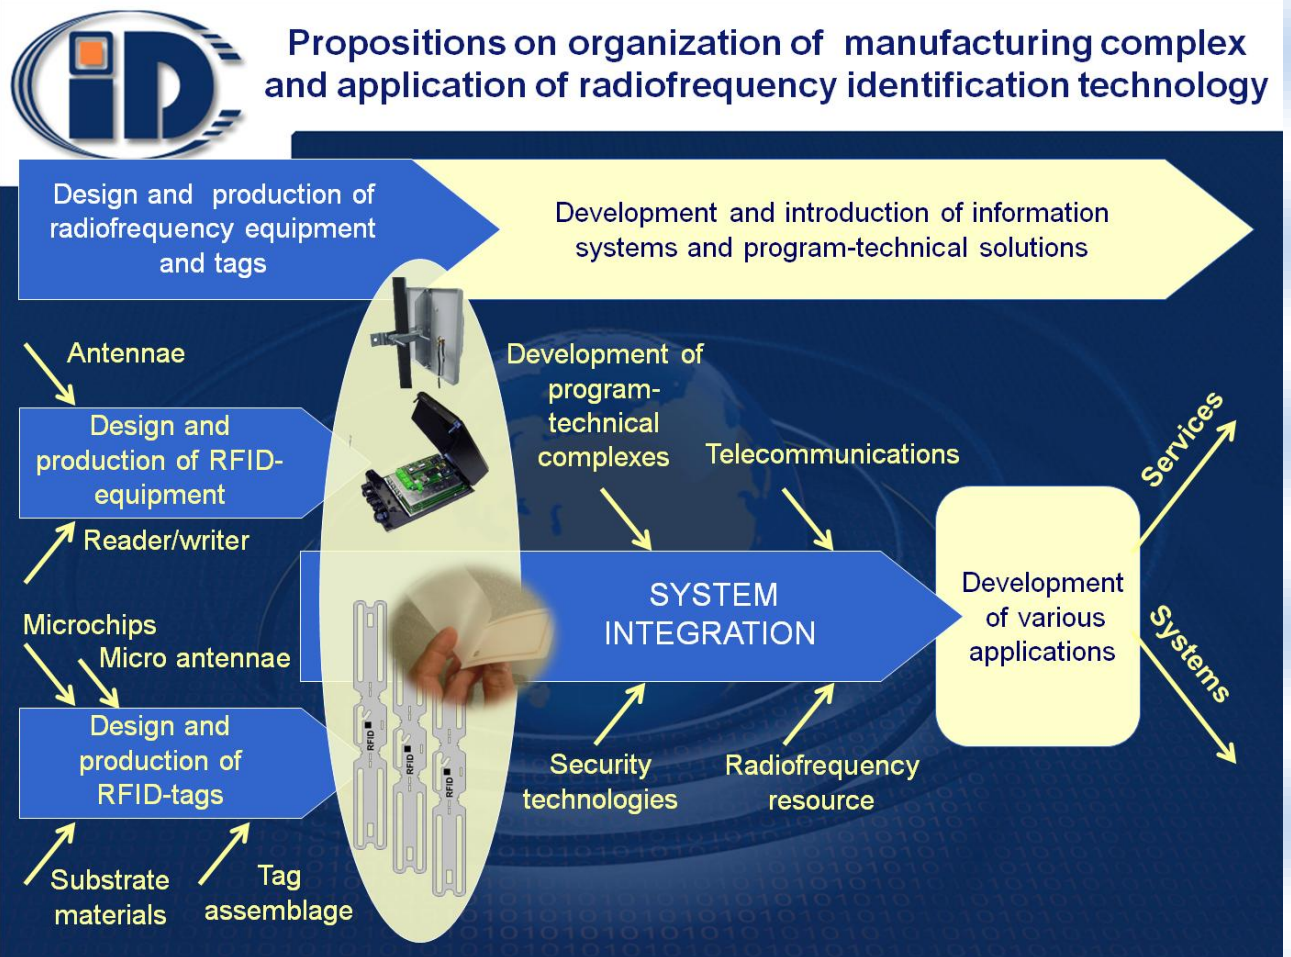 iD
Propositions on organization of manufacturing complex
and application of radiofrequency identification technology
Design and production of
radiofrequency equipment
and tags
Development and introduction of information
systems and program-technical solutions
Antennae
Design and
production of RFID-
equipment
Reader/writer
Microchips
Micro antennae
Design and
production of
RFID-tags
Substrate
materials
Tag
assemblage
RFID
RFID
RFID
Development of
program-
technical
complexes
Telecommunications
SYSTEM
INTEGRATION
Security
technologies
Radiofrequency
resource
Development
of various
applications
Services
Systems